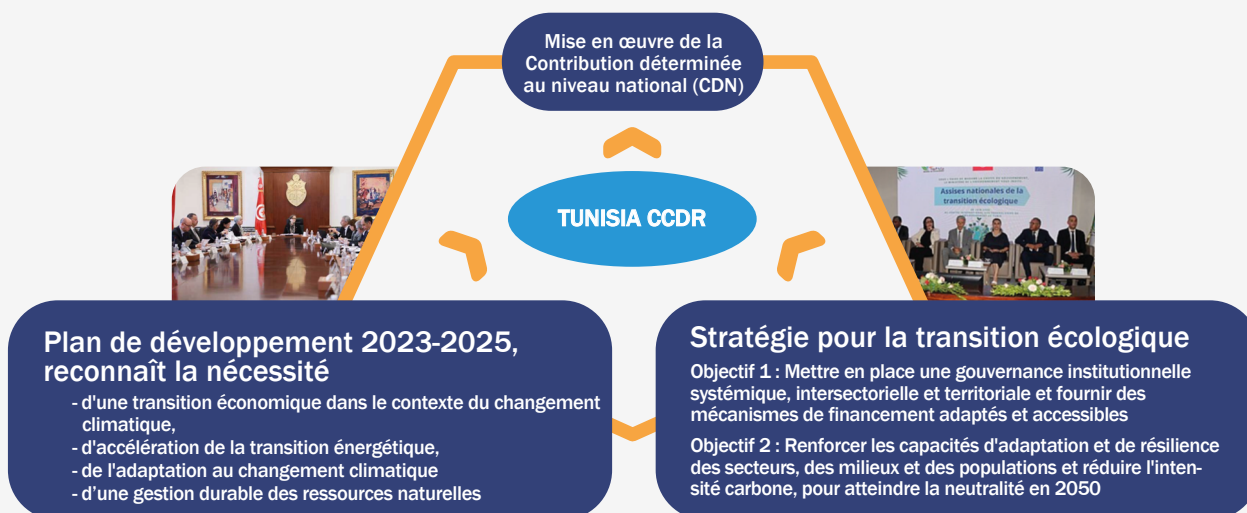 Mise en œuvre de la
Contribution déterminée
au niveau national (CDN)
TUNISIA CCDR
Assises nationales de la
transition écologique
Plan de développement 2023-2025,
reconnaît la nécessité
- d'une transition économique dans le contexte du changement
climatique,
- d'accélération de la transition énergétique,
- de l'adaptation au changement climatique
- d’une gestion durable des ressources naturelles
Stratégie pour la transition écologique
Objectif 1 : Mettre en place une gouvernance institutionnelle
systémique, intersectorielle et territoriale et fournir des
mécanismes de financement adaptés et accessibles
Objectif 2 : Renforcer les capacités d'adaptation et de résilience
des secteurs, des milieux et des populations et réduire l'inten-
sité carbone, pour atteindre la neutralité en 2050